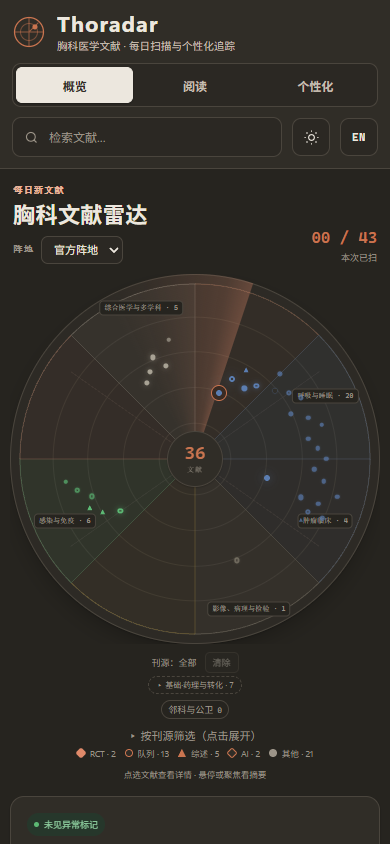 Thoradar
胸科医学文献 · 每日扫描与个性化追踪
概览
阅读
个性化
检索文献...
EN
每日新文献
胸科文献雷达
阵地
官方阵地
00 / 43
本次已扫
综合医学与多学科 · 5
呼吸与睡眠 · 20
36
文献
感染与免疫 · 6
肿瘤临床 · 4
影像、病理与检验 · 1
刊源：全部
清除
▸ 基础·药理与转化 · 7
邻科与公卫 0
▸ 按刊源筛选（点击展开）
RCT · 2
队列 · 13
综述 · 5
AI · 2
其他 · 21
点选文献查看详情 · 悬停或聚焦看摘要
未见异常标记